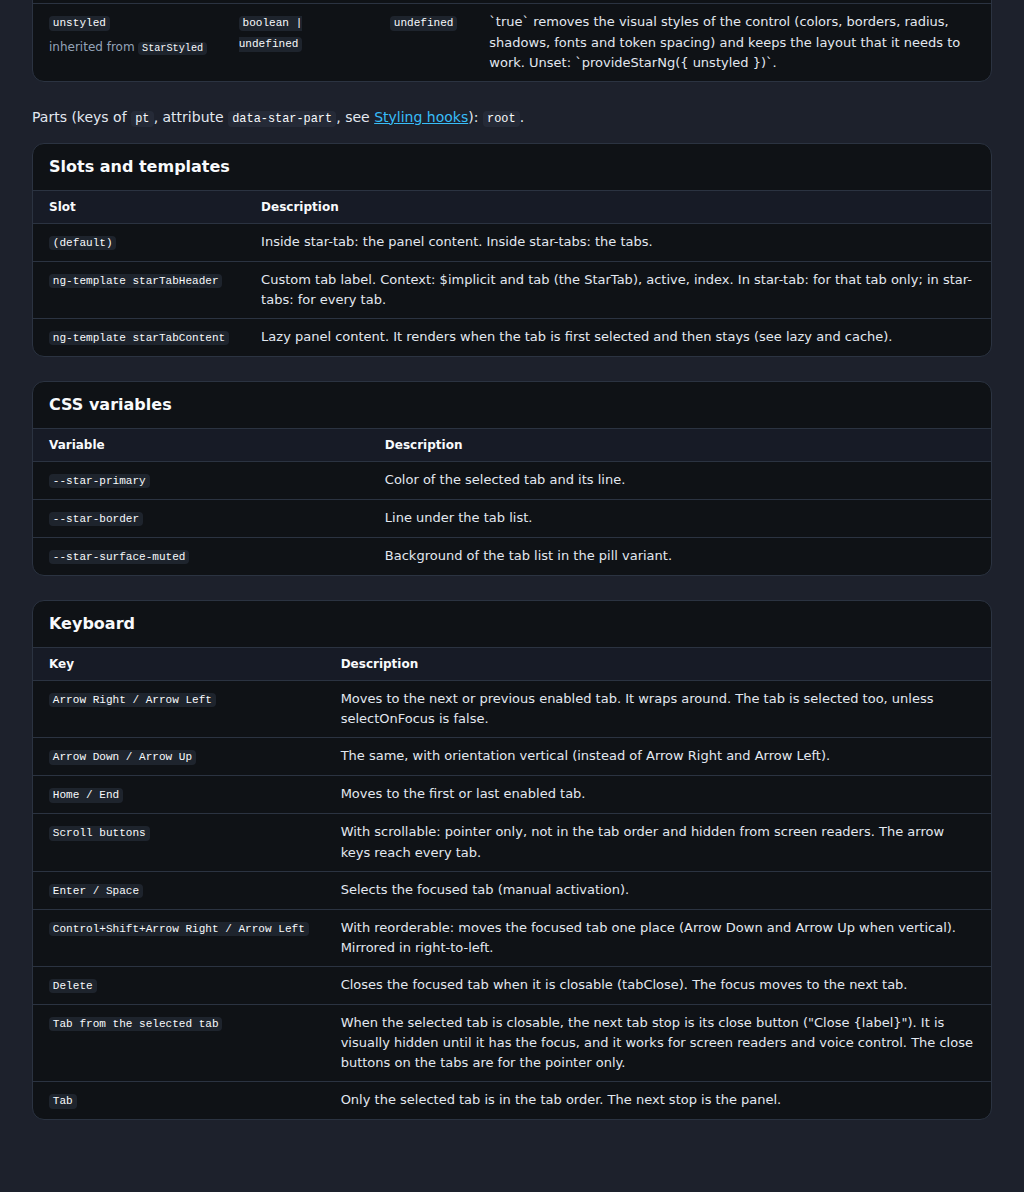 unstyled boolean | undefined `true` removes the visual styles of the control (colors, borders, radius,
inherited from StarStyled undefined shadows, fonts and token spacing) and keeps the layout that it needs to
work. Unset: `provideStarNg({ unstyled })`.
Parts (keys of pt, attribute data-star-part, see Styling hooks): root.
Slots and templates
Slot Description
(default) Inside star-tab: the panel content. Inside star-tabs: the tabs.
ng-template starTabHeader Custom tab label. Context: $implicit and tab (the StarTab), active, index. In star-tab: for that tab only; in star-
tabs: for every tab.
ng-template starTabContent Lazy panel content. It renders when the tab is first selected and then stays (see lazy and cache).
CSS variables
Variable Description
--star-primary Color of the selected tab and its line.
--star-border Line under the tab list.
--star-surface-muted Background of the tab list in the pill variant.
Keyboard
Key Description
Arrow Right / Arrow Left Moves to the next or previous enabled tab. It wraps around. The tab is selected too, unless
selectOnFocus is false.
Arrow Down / Arrow Up The same, with orientation vertical (instead of Arrow Right and Arrow Left).
Home / End Moves to the first or last enabled tab.
Scroll buttons With scrollable: pointer only, not in the tab order and hidden from screen readers. The arrow
keys reach every tab.
Enter / Space Selects the focused tab (manual activation).
Control+Shift+Arrow Right / Arrow Left With reorderable: moves the focused tab one place (Arrow Down and Arrow Up when vertical).
Mirrored in right-to-left.
Delete Closes the focused tab when it is closable (tabClose). The focus moves to the next tab.
Tab from the selected tab When the selected tab is closable, the next tab stop is its close button ("Close {label}"). It is
visually hidden until it has the focus, and it works for screen readers and voice control. The close
buttons on the tabs are for the pointer only.
Tab Only the selected tab is in the tab order. The next stop is the panel.